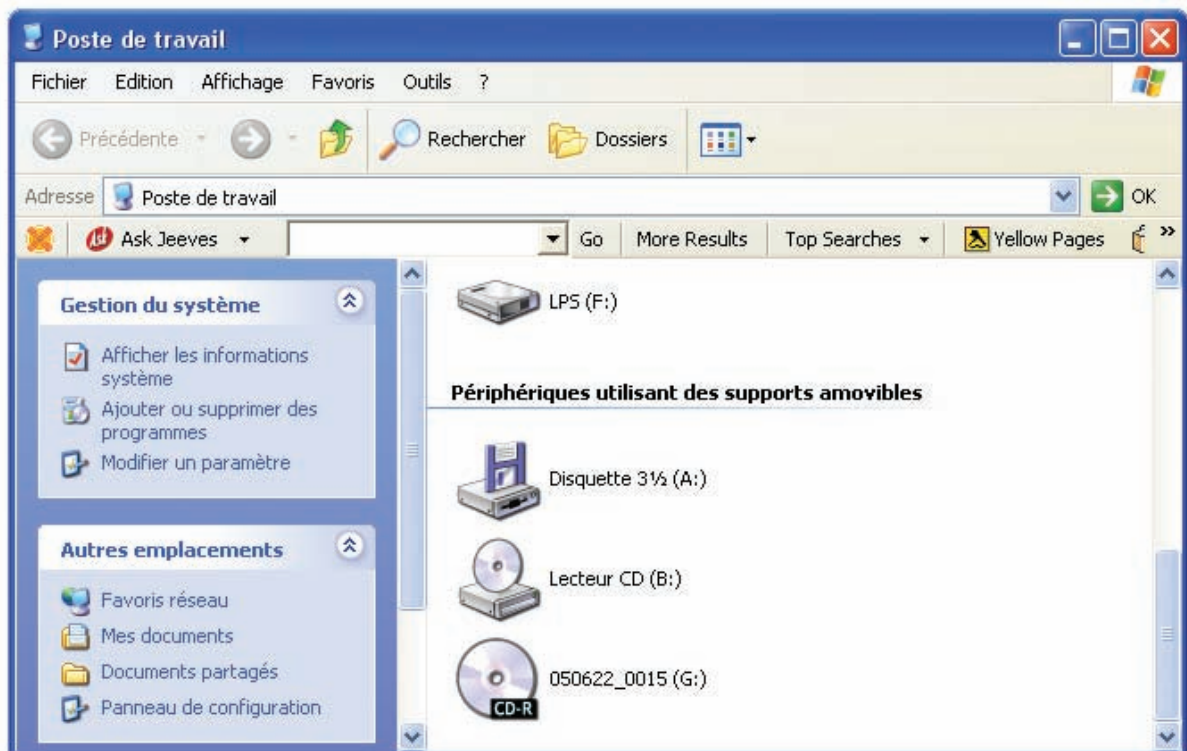 Poste de travail
Fichier Edition Affichage Favoris Outils ?
Précédente Rechercher Dossiers
Adresse Poste de travail OK
Ask Jeeves Go More Results Top Searches Yellow Pages »
Gestion du système
Afficher les informations
système
Ajouter ou supprimer des
programmes
Modifier un paramètre
Autres emplacements
Favoris réseau
Mes documents
Documents partagés
Panneau de configuration
LPS (F:)
Périphériques utilisant des supports amovibles
Disquette 3½ (A:)
Lecteur CD (B:)
CD-R 050622_0015 (G:)